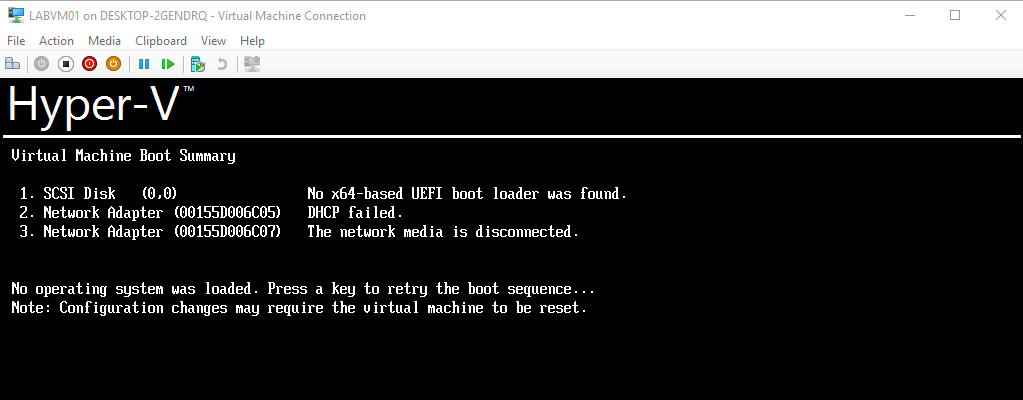 LABVM01 on DESKTOP-2GENDRQ - Virtual Machine Connection
File Action Media Clipboard View Help
Hyper-V™
Virtual Machine Boot Summary
1. SCSI Disk (0,0) No x64-based UEFI boot loader was found.
2. Network Adapter (00155D006C05) DHCP failed.
3. Network Adapter (00155D006C07) The network media is disconnected.
No operating system was loaded. Press a key to retry the boot sequence...
Note: Configuration changes may require the virtual machine to be reset.